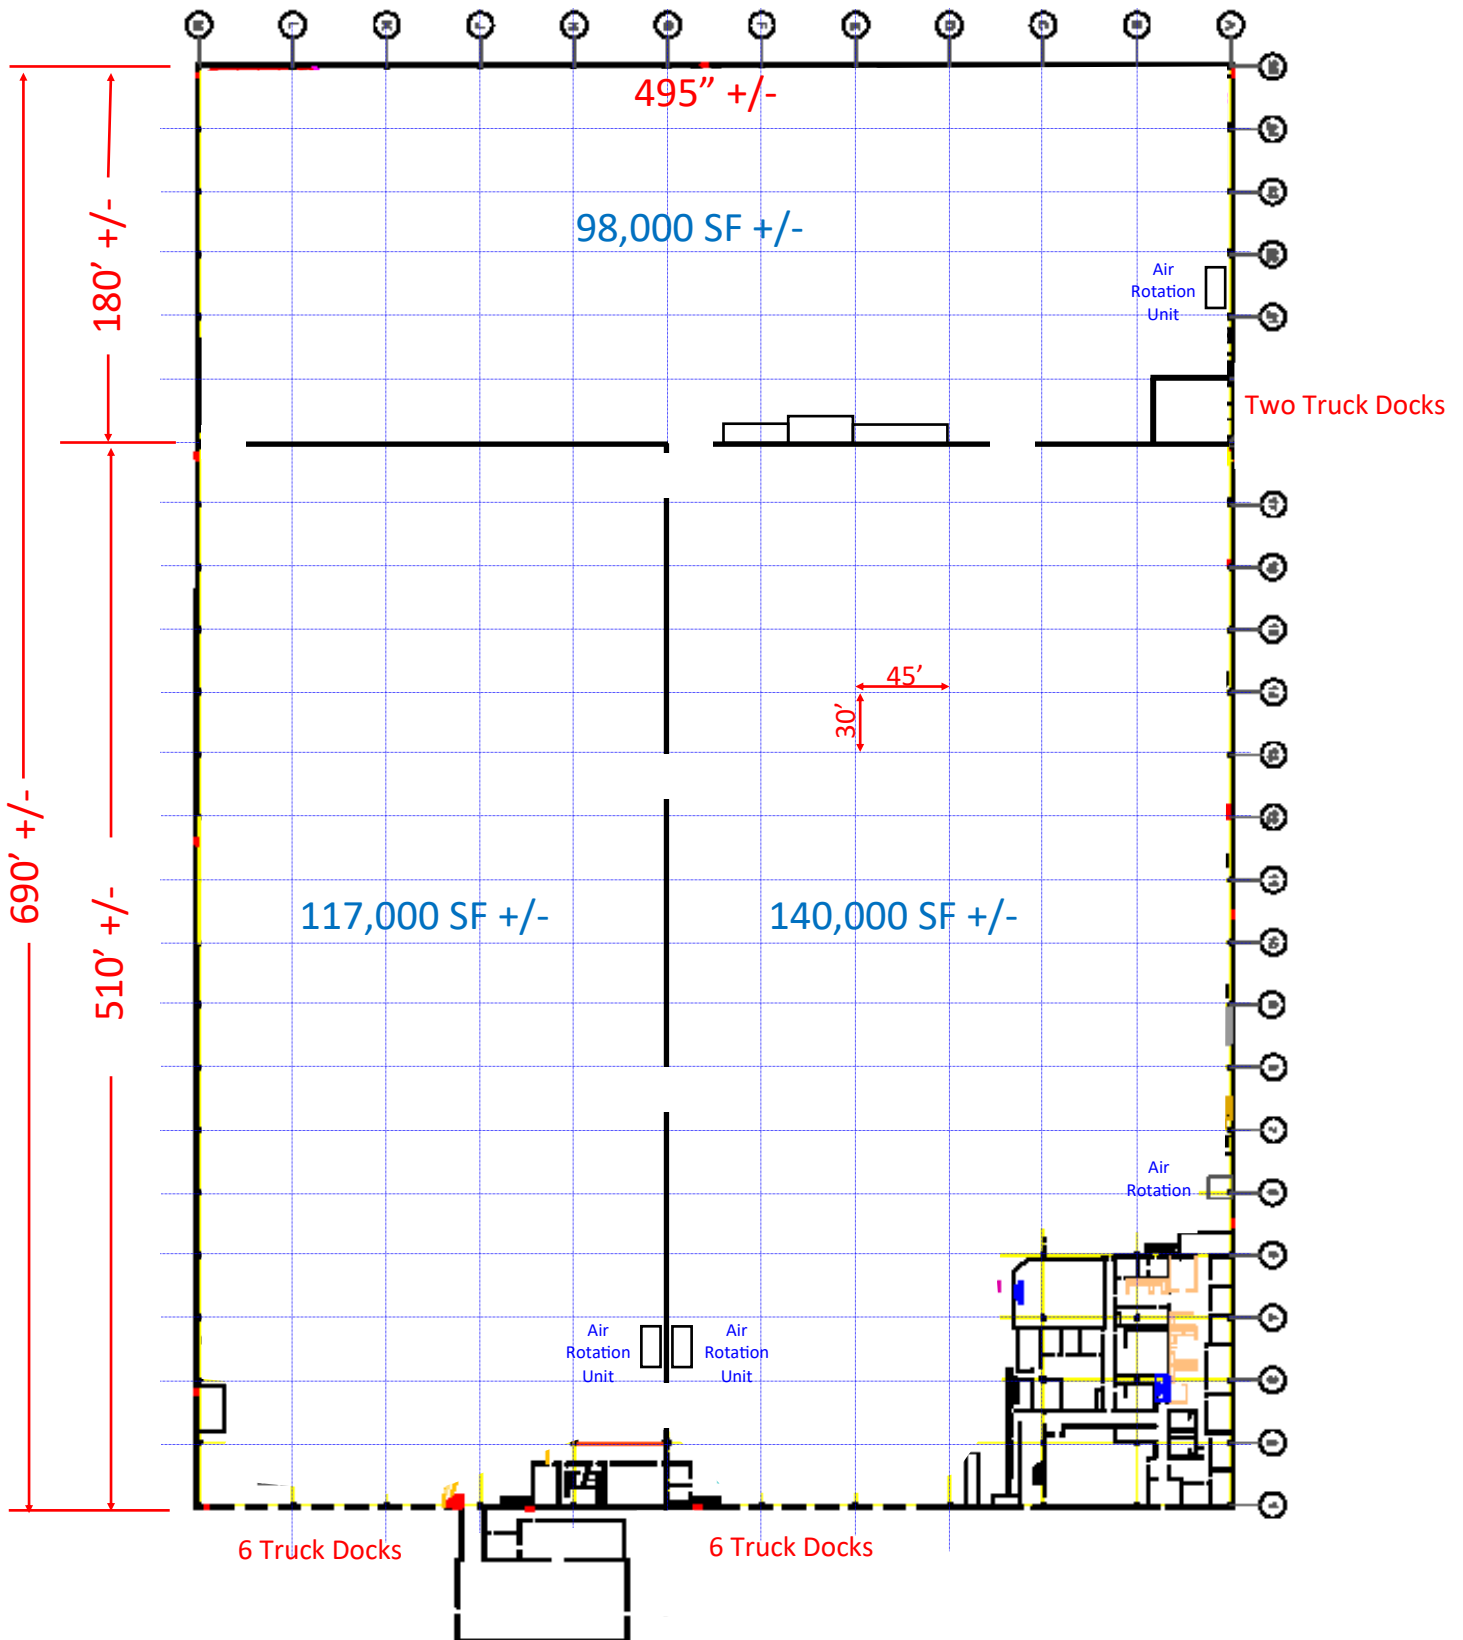 M L K J H G F E D C B A
495” +/-
180’ +/-
98,000 SF +/-
Air
Rotation
Unit
Two Truck Docks
45’
30’
690’ +/-
510’ +/-
117,000 SF +/-
140,000 SF +/-
Air
Rotation
Air
Rotation
Unit
Air
Rotation
Unit
6 Truck Docks
6 Truck Docks